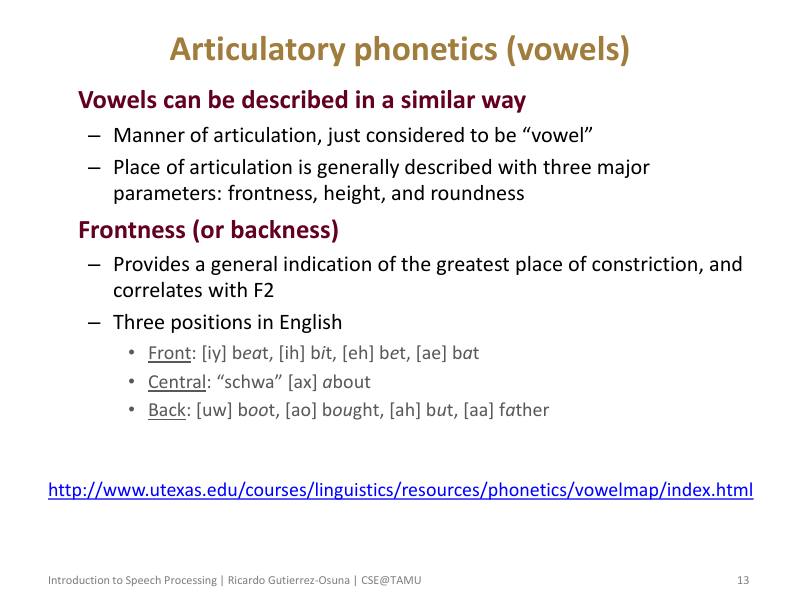 Articulatory phonetics (vowels)
Vowels can be described in a similar way
– Manner of articulation, just considered to be “vowel”
– Place of articulation is generally described with three major
parameters: frontness, height, and roundness
Frontness (or backness)
– Provides a general indication of the greatest place of constriction, and
correlates with F2
– Three positions in English
• Front: [iy] beat, [ih] bit, [eh] bet, [ae] bat
• Central: “schwa” [ax] about
• Back: [uw] boot, [ao] bought, [ah] but, [aa] father
http://www.utexas.edu/courses/linguistics/resources/phonetics/vowelmap/index.html
Introduction to Speech Processing | Ricardo Gutierrez-Osuna | CSE@TAMU 13